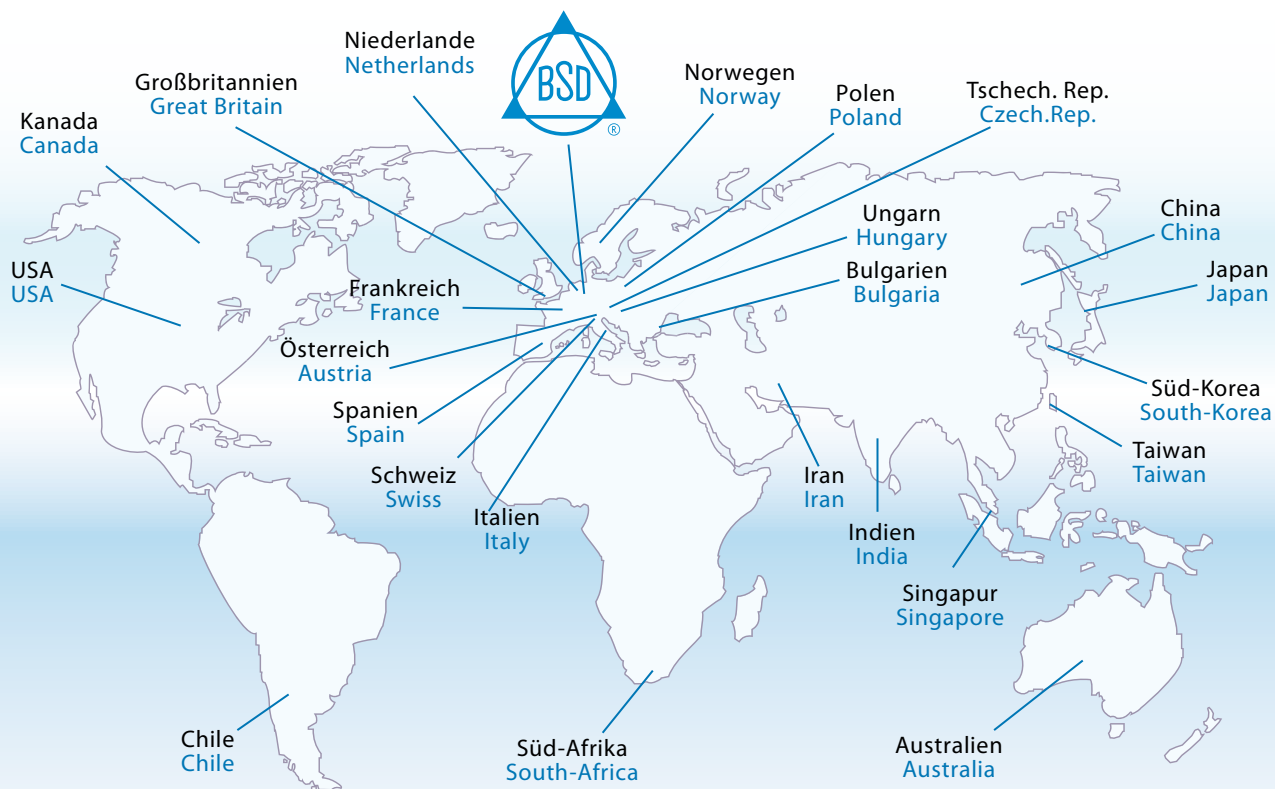 Niederlande
Netherlands
BSD
®
Großbritannien
Great Britain
Norwegen
Norway
Polen
Poland
Tschech. Rep.
Czech.Rep.
Kanada
Canada
Ungarn
Hungary
China
China
USA
USA
Frankreich
France
Bulgarien
Bulgaria
Japan
Japan
Österreich
Austria
Süd-Korea
South-Korea
Spanien
Spain
Taiwan
Taiwan
Schweiz
Swiss
Iran
Iran
Italien
Italy
Indien
India
Singapur
Singapore
Chile
Chile
Süd-Afrika
South-Africa
Australien
Australia